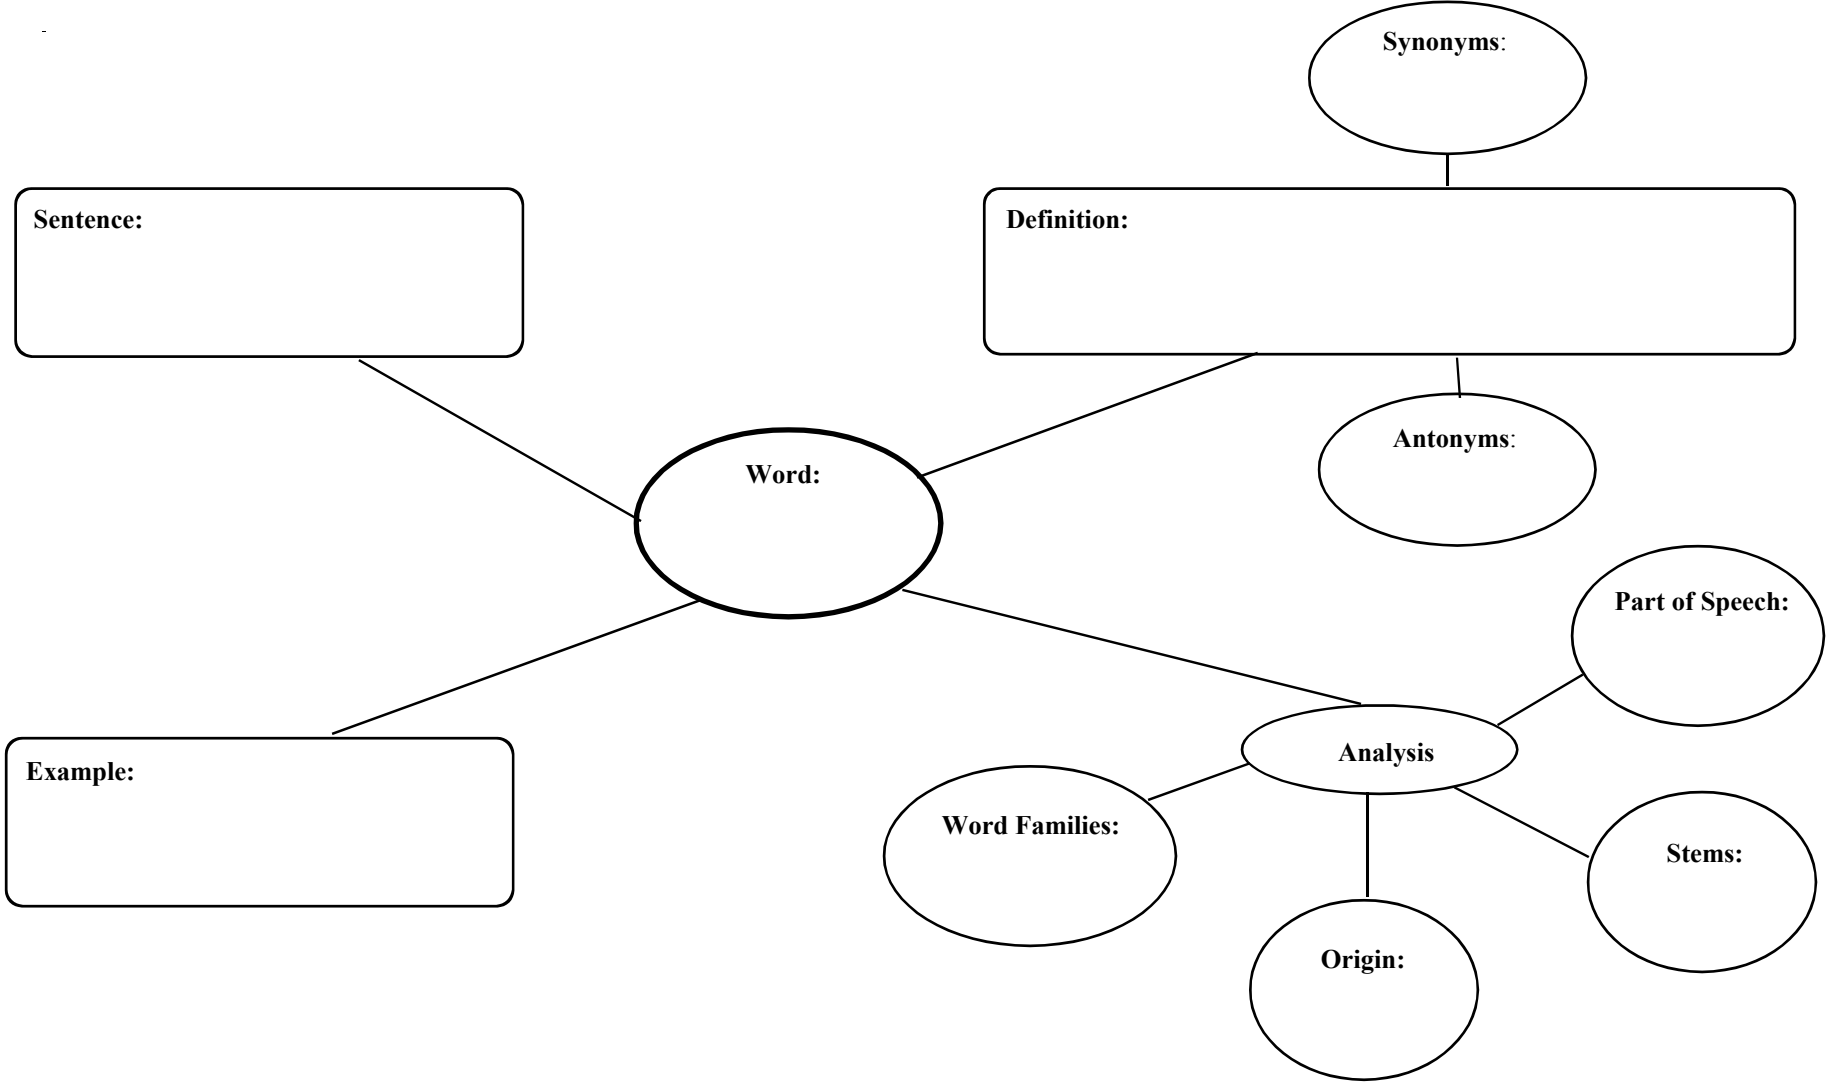 -
Synonyms:
Sentence:
Definition:
Antonyms:
Word:
Part of Speech:
Analysis
Example:
Word Families:
Stems:
Origin: